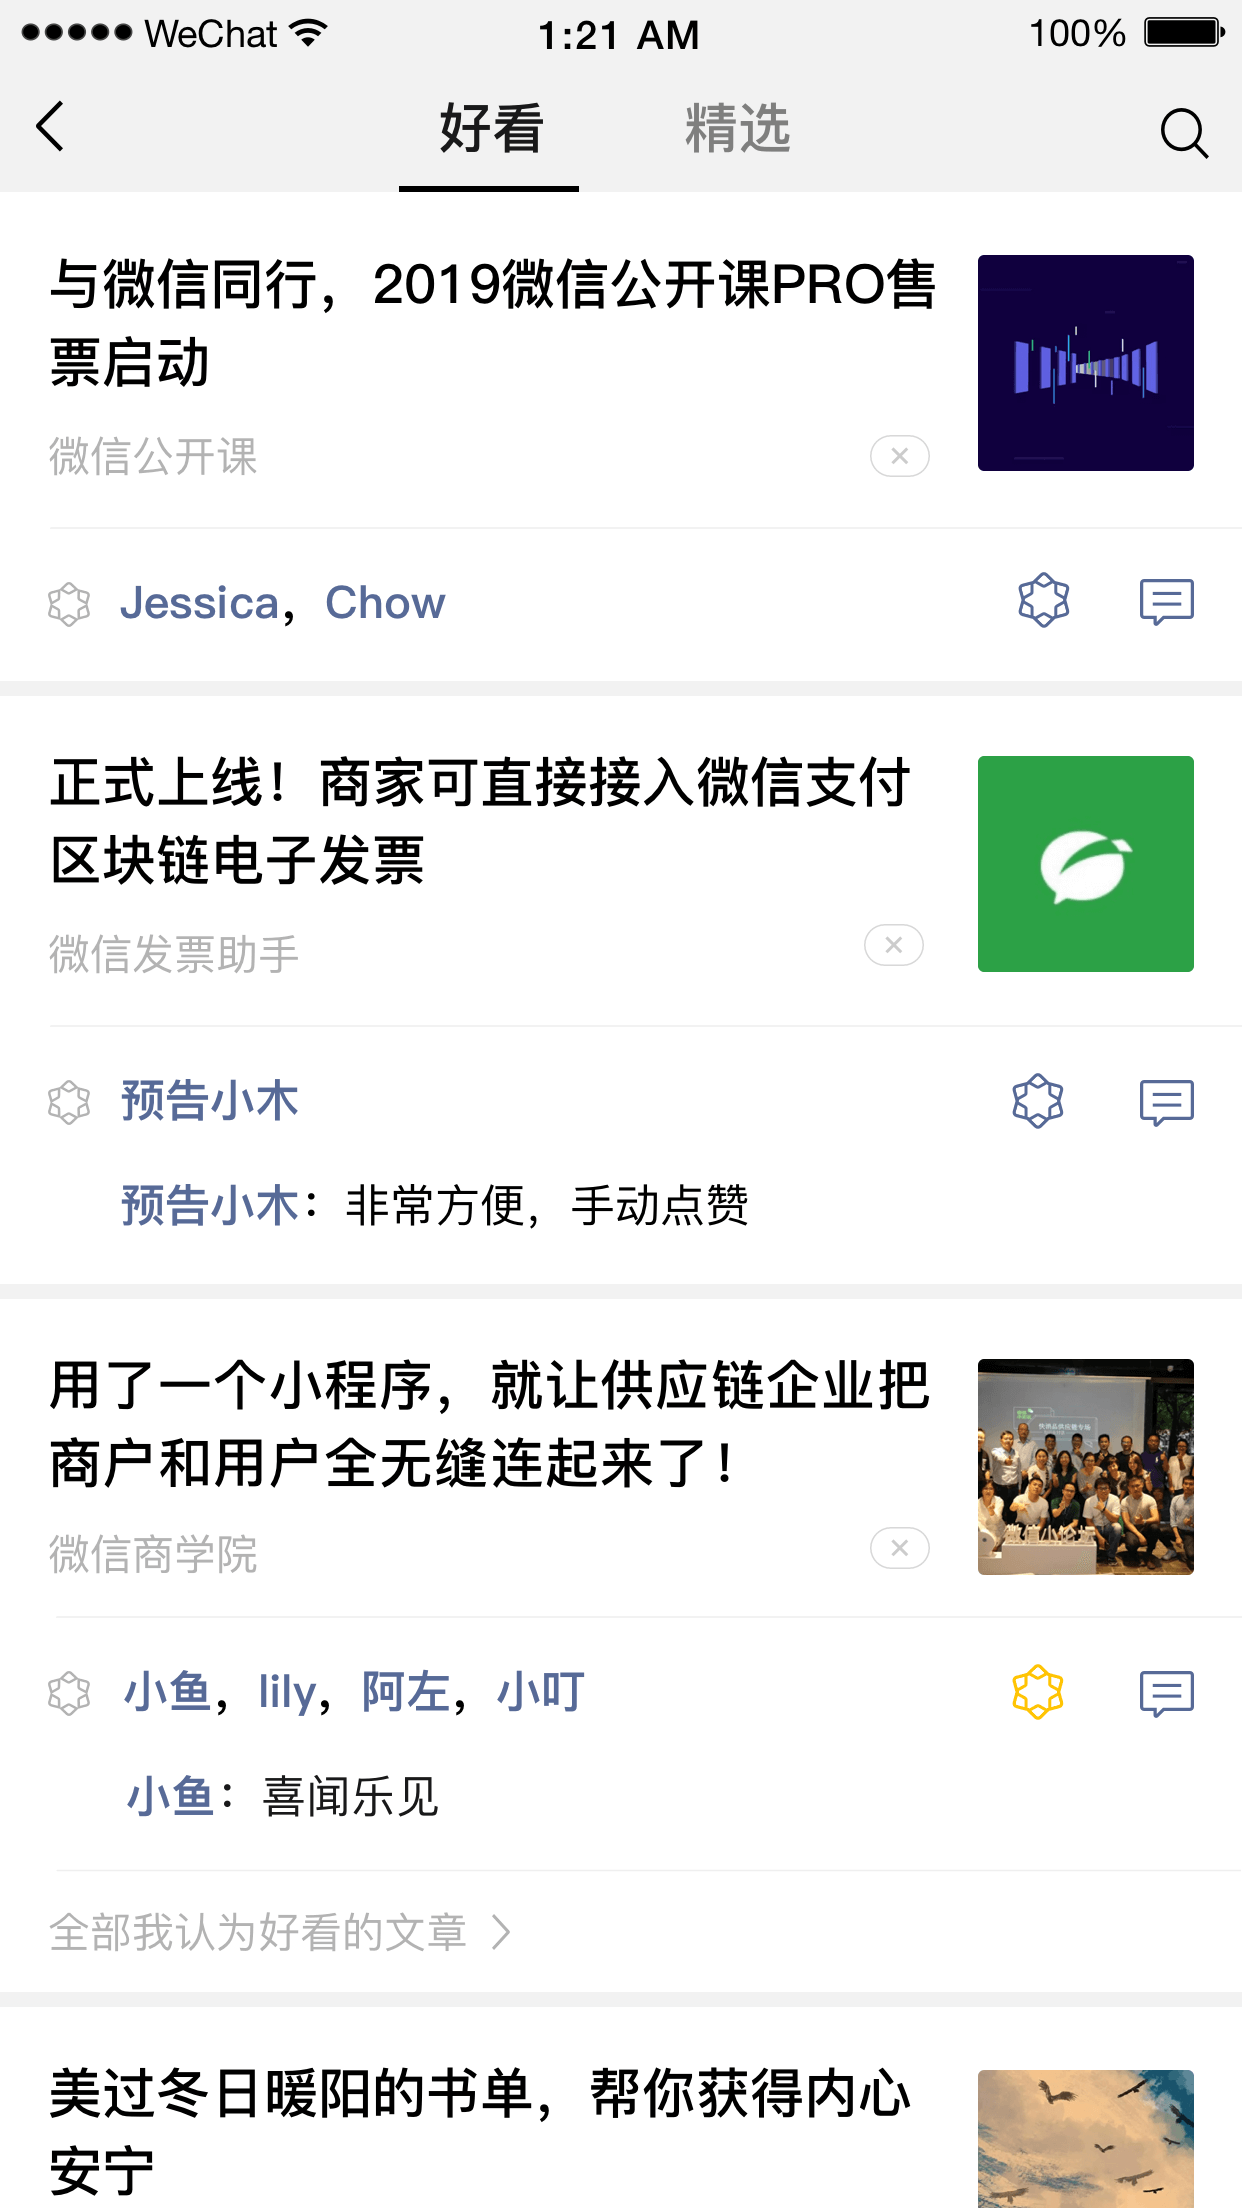 WeChat 1:21 AM 100%
好看 精选
与微信同行，2019微信公开课PRO售
票启动
微信公开课
Jessica，Chow
正式上线！商家可直接接入微信支付
区块链电子发票
微信发票助手
预告小木
预告小木：非常方便，手动点赞
用了一个小程序，就让供应链企业把
商户和用户全无缝连起来了！
微信商学院
小鱼，lily，阿左，小叮
小鱼：喜闻乐见
全部我认为好看的文章
美过冬日暖阳的书单，帮你获得内心
安宁